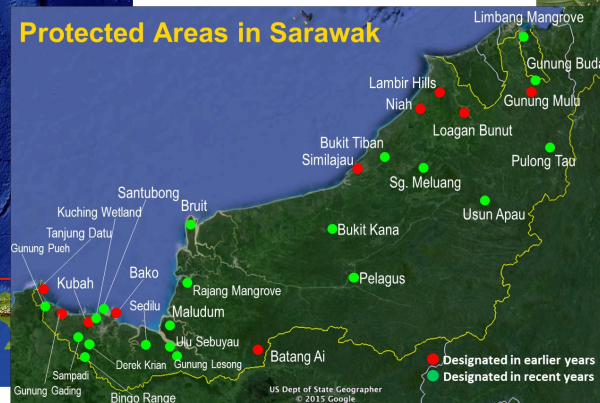 Protected Areas in Sarawak
Limbang Mangrove
Gunung Buda
Lambir Hills
Niah
Gunung Mulu
Loagan Bunut
Bukit Tiban
Similajau
Pulong Tau
Sg. Meluang
Santubong
Kuching Wetland
Bruit
Usun Apau
Tanjung Datu
Bukit Kana
Gunung Pueh
Kubah
Bako
Pelagus
Rajang Mangrove
Sedilu
Maludum
Ulu Sebuyau
Batang Ai
Designated in earlier years
Sampadi
Derek Krian
Gunung Lesong
Designated in recent years
Gunung Gading
US Dept of State Geographer
Bingo Range
© 2015 Google